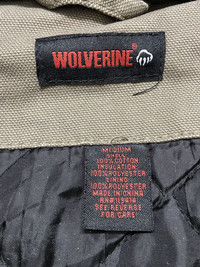 WOLVERINE®
MEDIUM
SHELL
100% COTTON
INSULATION
100% POLYESTER
LINING
100% POLYESTER
MADE IN CHINA
RN# 119414
SEE REVERSE
FOR CARE